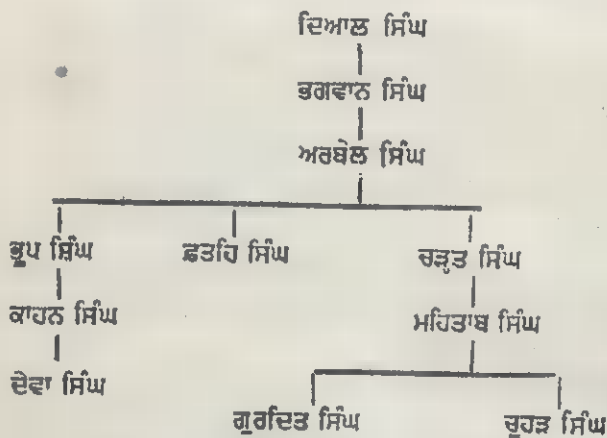 ਦਿਆਲ ਸਿੰਘ
ਭਗਵਾਨ ਸਿੰਘ
ਅਰਬੇਲ ਸਿੰਘ
ਭੂਪ ਸਿੰਘ ਫ਼ਤਹਿ ਸਿੰਘ ਚੜ੍ਹਤ ਸਿੰਘ
ਕਾਹਨ ਸਿੰਘ ਮਹਿਤਾਬ ਸਿੰਘ
ਦੇਵਾ ਸਿੰਘ
ਗੁਰਦਿਤ ਸਿੰਘ ਚੁਹੜ ਸਿੰਘ